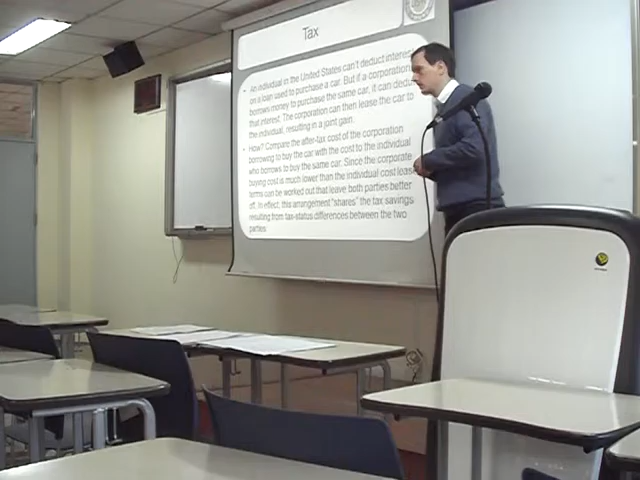 Tax
• An individual in the United States can't deduct interest
on a loan used to purchase a car. But if a corporation
borrows money to purchase the same car, it can deduct
that interest. The corporation can then lease the car to
the individual, resulting in a joint gain.
• How? Compare the after-tax cost of the corporation
borrowing to buy the car with the cost to the individual
who borrows to buy the same car. Since the corporate
buying cost is much lower than the individual cost lease
terms can be worked out that leave both parties better
off. In effect, this arrangement "shares" the tax savings
resulting from tax-status differences between the two
parties.